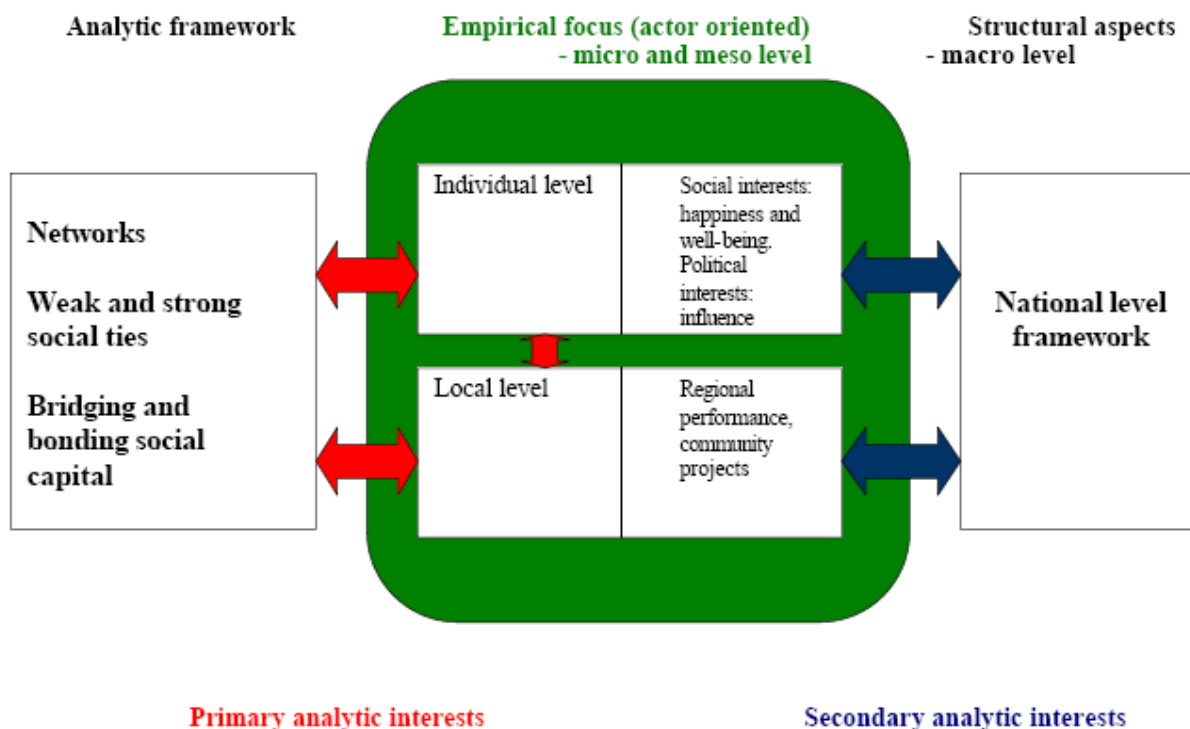 Analytic framework
Empirical focus (actor oriented)
- micro and meso level
Structural aspects
- macro level
Networks
Weak and strong
social ties
Bridging and
bonding social
capital
Individual level
Social interests:
happiness and
well-being.
Political
interests:
influence
Local level
Regional
performance,
community
projects
National level
framework
Primary analytic interests
Secondary analytic interests